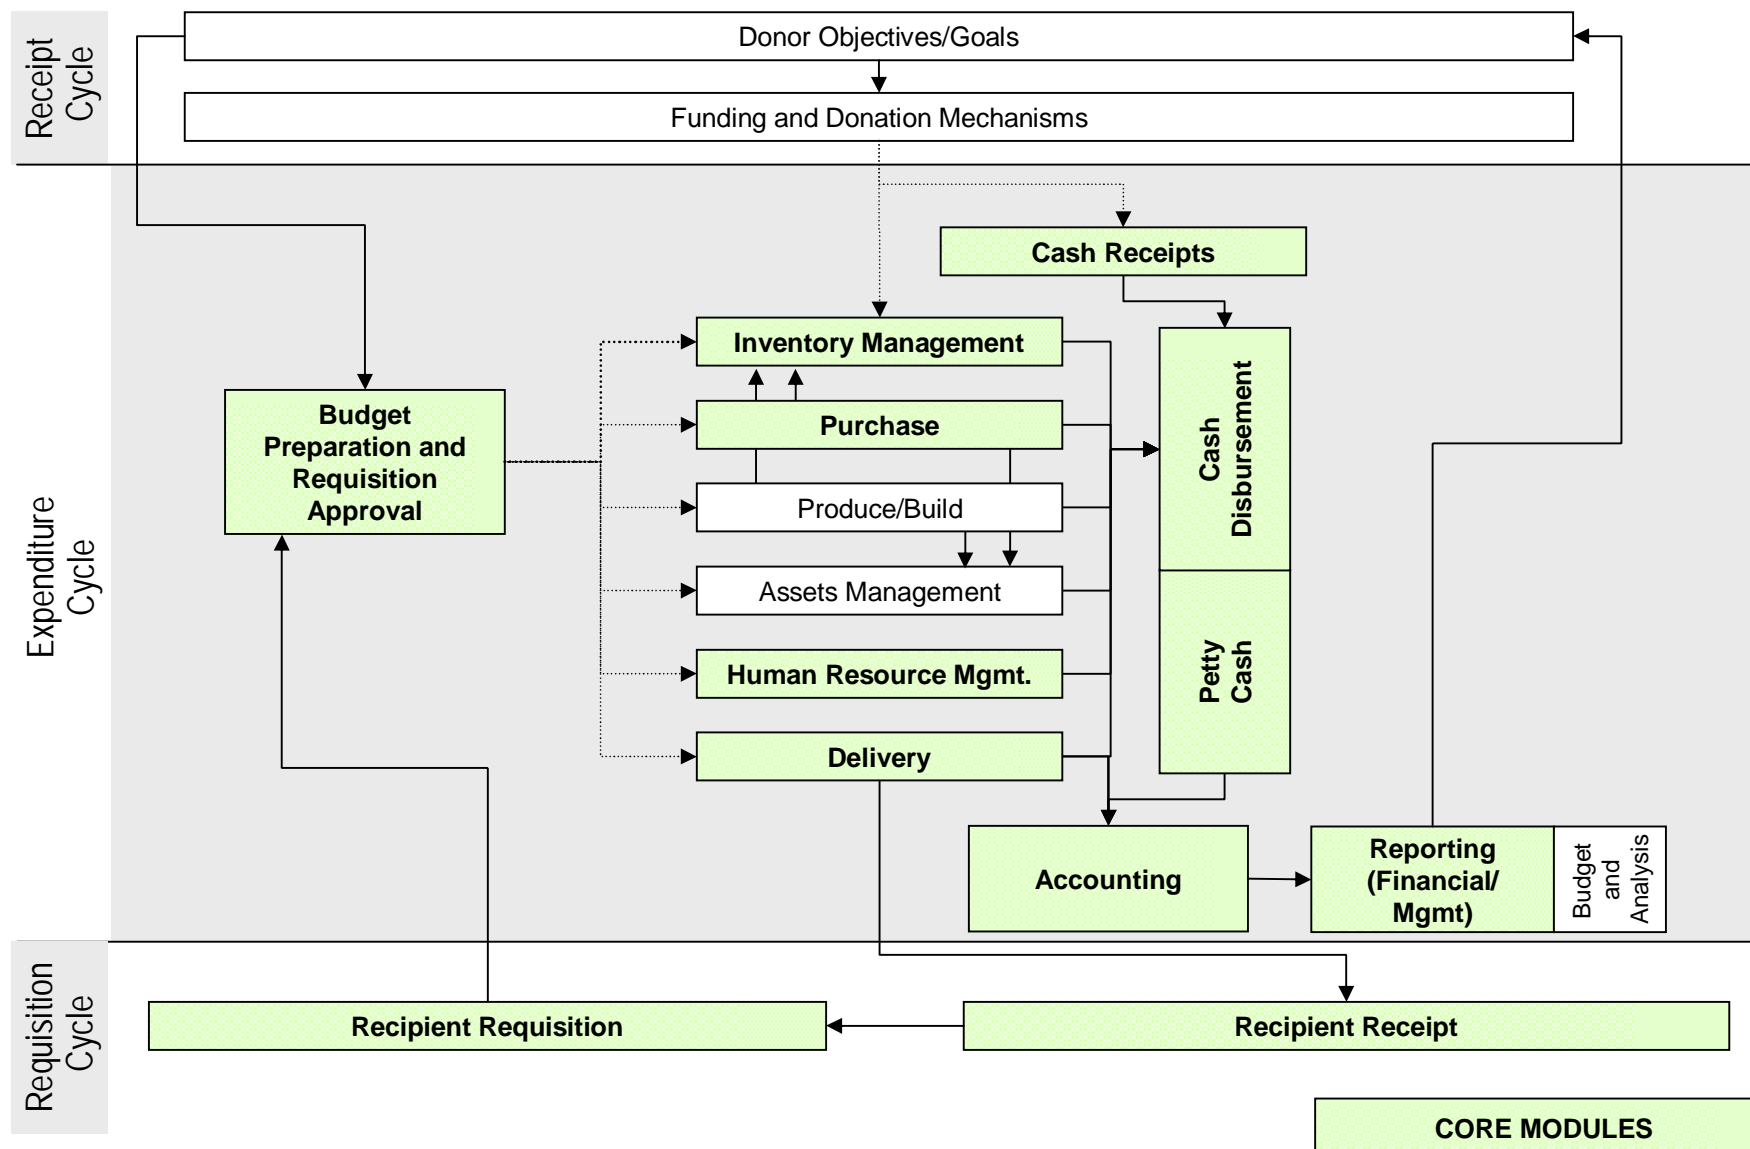 Receipt
Cycle
Donor Objectives/Goals
Funding and Donation Mechanisms
Expenditure
Cycle
Cash Receipts
Inventory Management
Budget
Preparation and
Requisition
Approval
Purchase
Produce/Build
Assets Management
Human Resource Mgmt.
Delivery
Cash
Disbursement
Petty
Cash
Accounting
Reporting
(Financial/
Mgmt)
Budget
and
Analysis
Requisition
Cycle
Recipient Requisition
Recipient Receipt
CORE MODULES